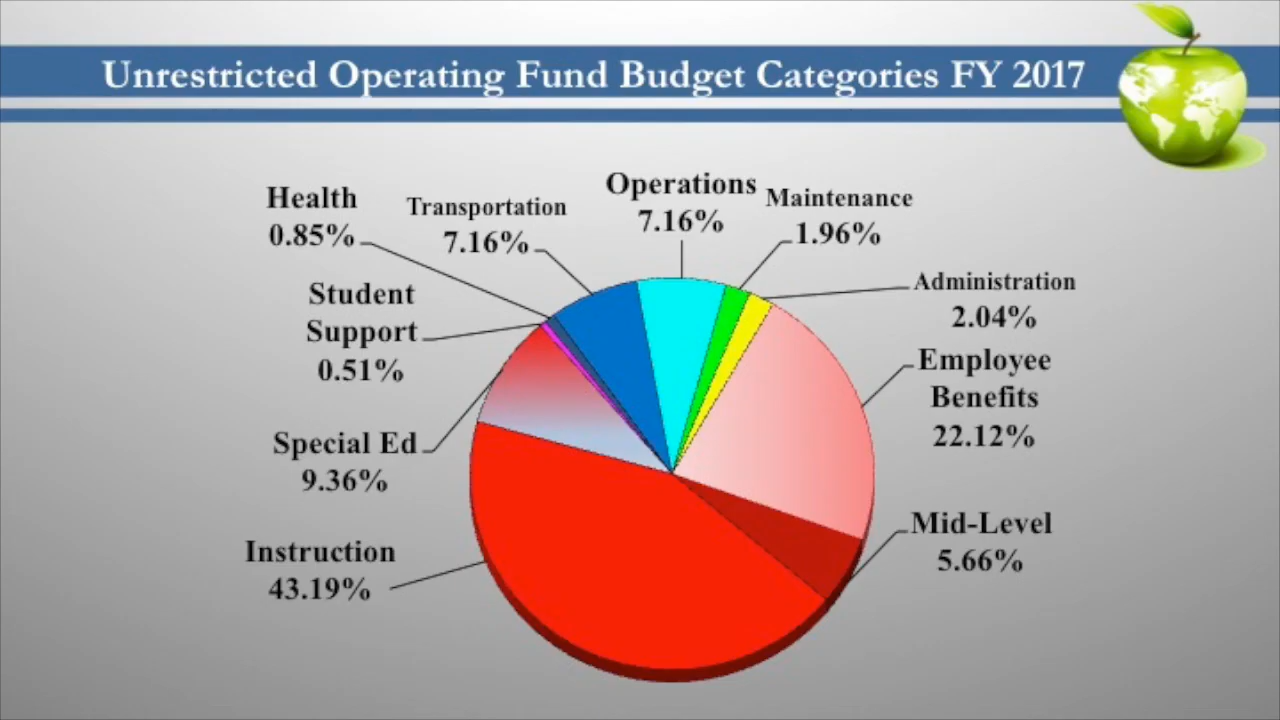 Unrestricted Operating Fund Budget Categories FY 2017
Health
0.85%
Transportation
7.16%
Operations
7.16%
Maintenance
1.96%
Administration
2.04%
Employee
Benefits
22.12%
Mid-Level
5.66%
Student
Support
0.51%
Special Ed
9.36%
Instruction
43.19%